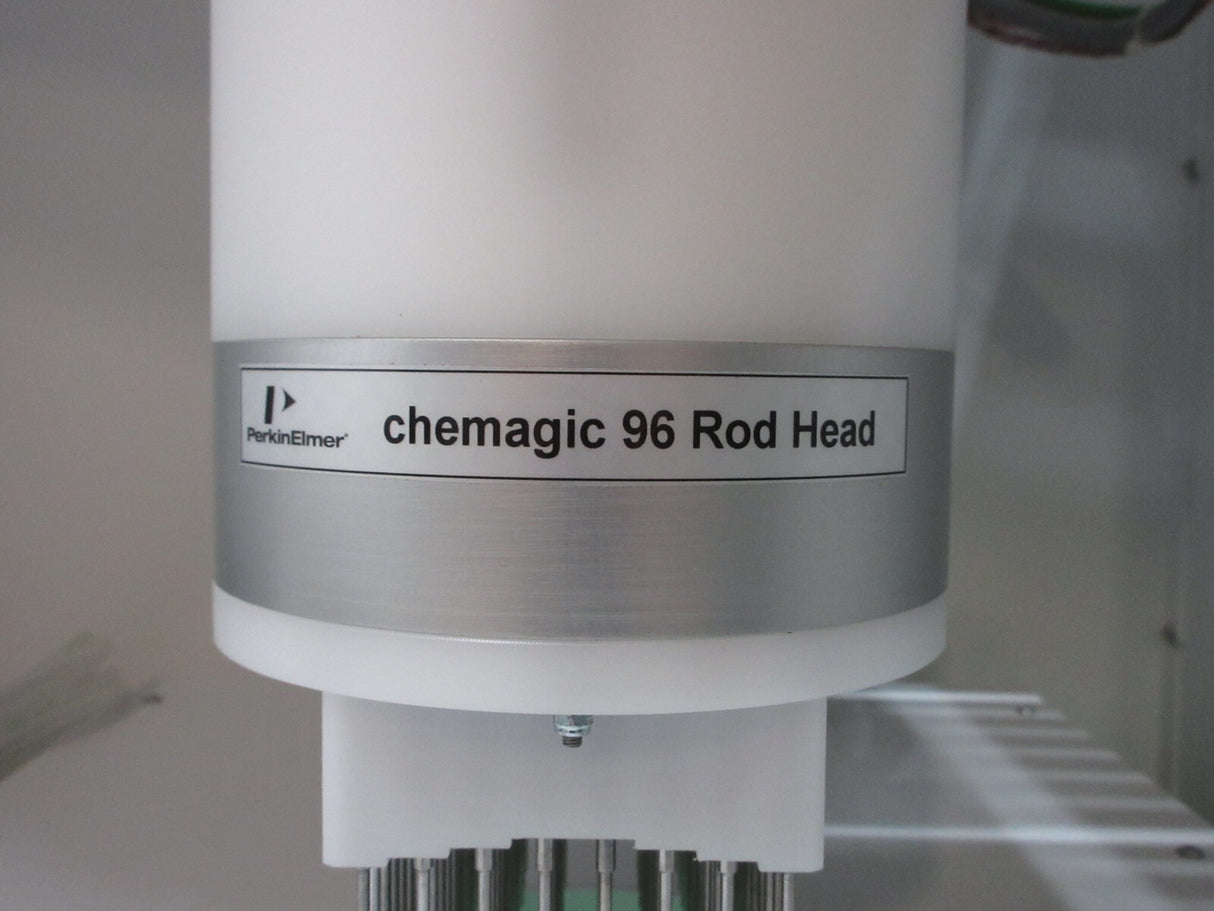 PerkinElmer®
chemagic 96 Rod Head